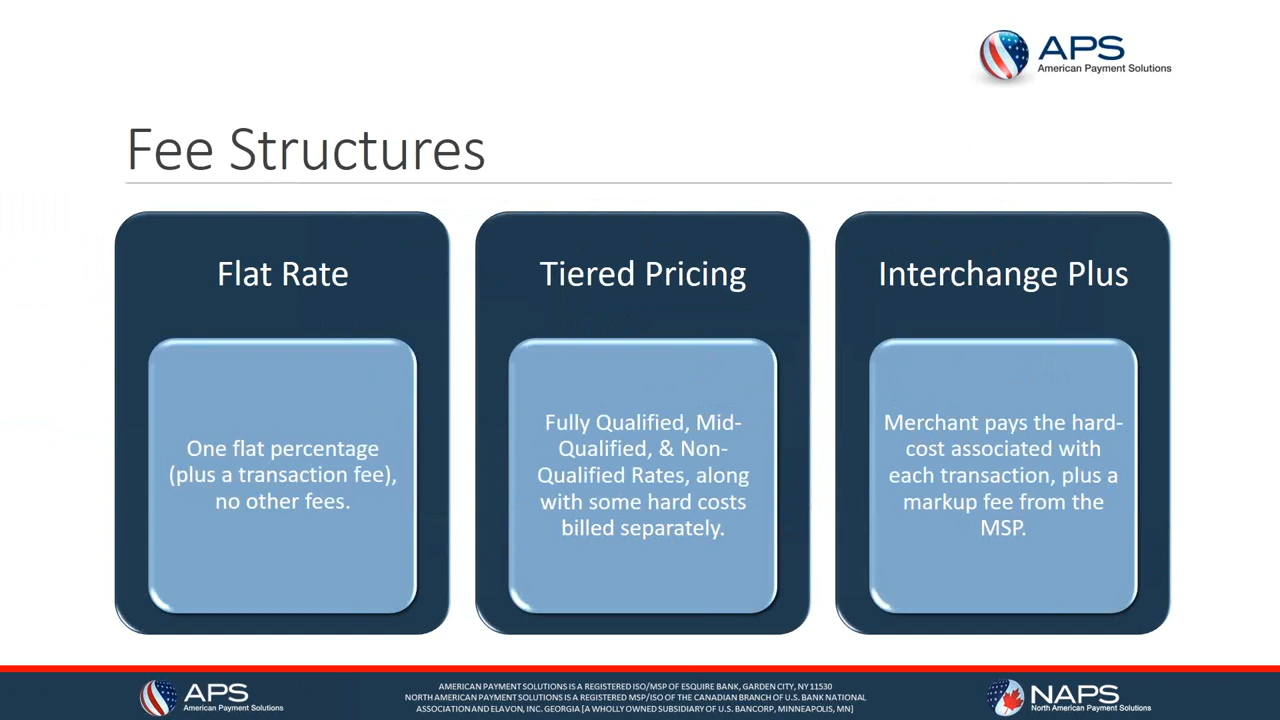 APS
American Payment Solutions
Fee Structures
Flat Rate
One flat percentage
(plus a transaction fee),
no other fees.
Tiered Pricing
Fully Qualified, Mid-
Qualified, & Non-
Qualified Rates, along
with some hard costs
billed separately.
Interchange Plus
Merchant pays the hard-
cost associated with
each transaction, plus a
markup fee from the
MSP.
APS
American Payment Solutions
AMERICAN PAYMENT SOLUTIONS IS A REGISTERED ISO/MSP OF ESQUIRE BANK, GARDEN CITY, NY 11530
NORTH AMERICAN PAYMENT SOLUTIONS IS A REGISTERED MSP/ISO OF THE CANADIAN BRANCH OF U.S. BANK NATIONAL
ASSOCIATION AND ELAVON, INC. GEORGIA [A WHOLLY OWNED SUBSIDIARY OF U.S. BANCORP, MINNEAPOLIS, MN]
NAPS
North American Payment Solutions